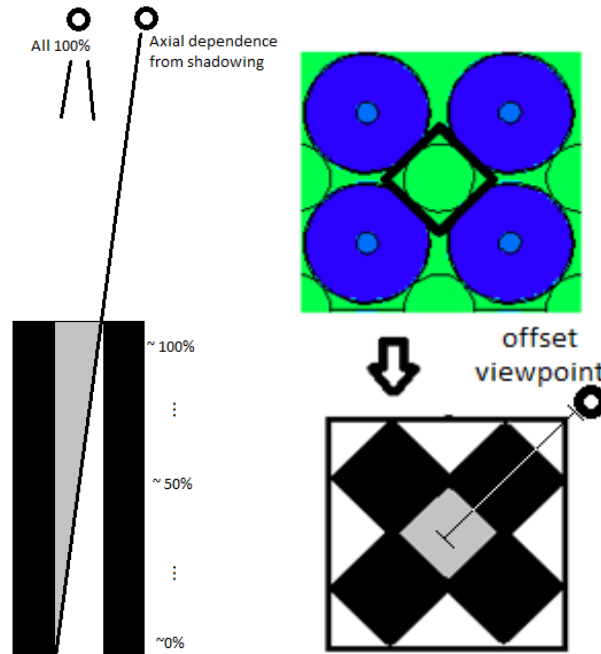 All 100%
Axial dependence
from shadowing
~ 100%
⋮
~ 50%
⋮
~0%
offset
viewpoint